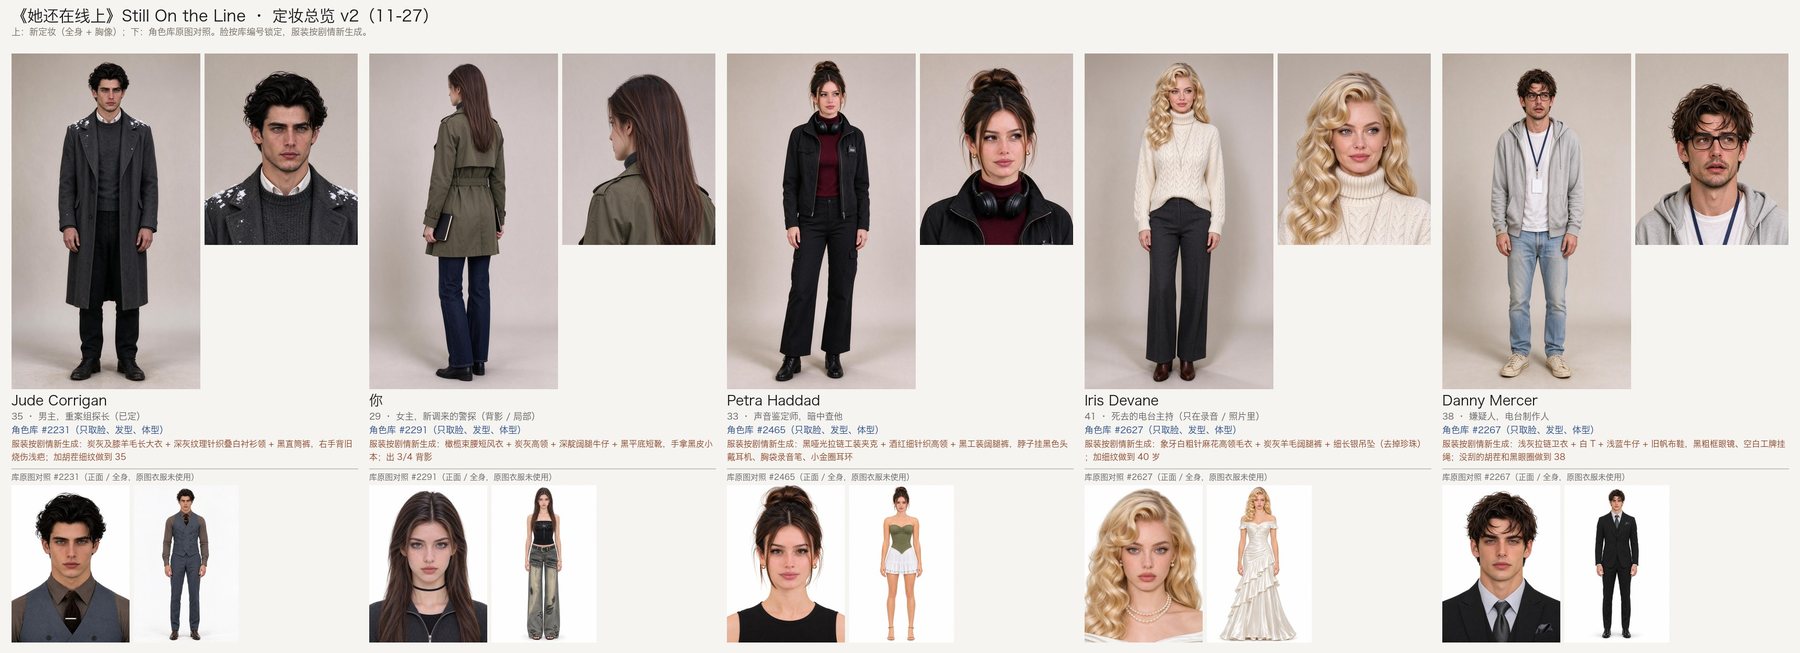 《她还在线上》Still On the Line · 定妆总览 v2（11-27）
上：新定妆（全身 + 胸像）；下：角色库原图对照。脸按库编号锁定，服装按剧情新生成。
Jude Corrigan
35 · 男主，重案组探长（已定）
角色库 #2231（只取脸、发型、体型）
服装按剧情新生成：炭灰及膝羊毛长大衣 + 深灰纹理针织叠白衬衫领 + 黑直筒裤，右手背旧
烧伤浅疤；加胡茬细纹做到 35
库原图对照 #2231（正面 / 全身，原图衣服未使用）
你
29 · 女主，新调来的警探（背影 / 局部）
角色库 #2291（只取脸、发型、体型）
服装按剧情新生成：橄榄束腰短风衣 + 炭灰高领 + 深靛阔腿牛仔 + 黑平底短靴，手拿黑皮小
本；出 3/4 背影
库原图对照 #2291（正面 / 全身，原图衣服未使用）
Petra Haddad
33 · 声音鉴定师，暗中查他
角色库 #2465（只取脸、发型、体型）
服装按剧情新生成：黑哑光拉链工装夹克 + 酒红细针织高领 + 黑工装阔腿裤，脖子挂黑色头
戴耳机、胸袋录音笔、小金圈耳环
库原图对照 #2465（正面 / 全身，原图衣服未使用）
Iris Devane
41 · 死去的电台主持（只在录音 / 照片里）
角色库 #2627（只取脸、发型、体型）
服装按剧情新生成：象牙白粗针麻花高领毛衣 + 炭灰羊毛阔腿裤 + 细长银吊坠（去掉珍珠）
；加细纹做到 40 岁
库原图对照 #2627（正面 / 全身，原图衣服未使用）
Danny Mercer
38 · 嫌疑人，电台制作人
角色库 #2267（只取脸、发型、体型）
服装按剧情新生成：浅灰拉链卫衣 + 白 T + 浅蓝牛仔 + 旧帆布鞋，黑粗框眼镜、空白工牌挂
绳；没刮的胡茬和黑眼圈做到 38
库原图对照 #2267（正面 / 全身，原图衣服未使用）